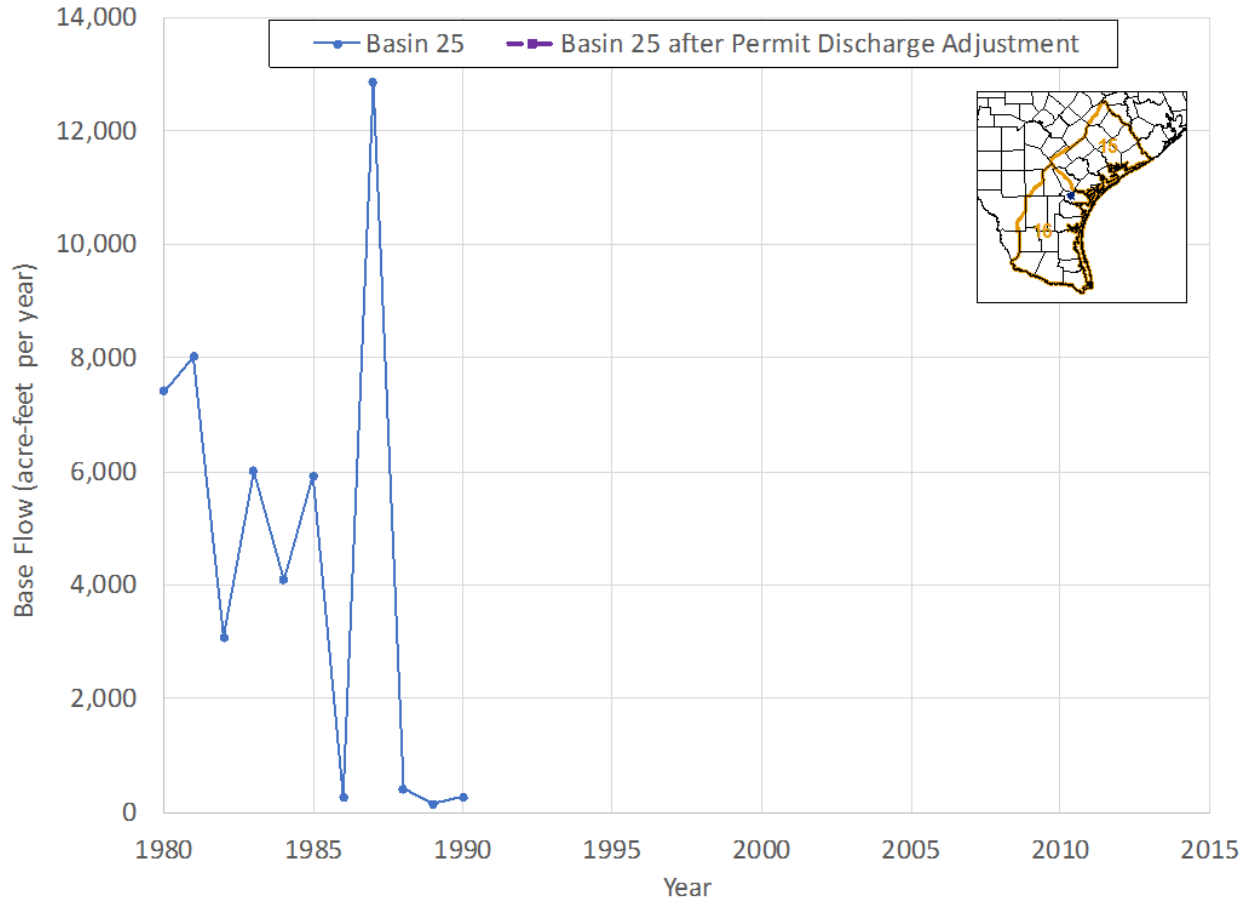 14,000
Basin 25 Basin 25 after Permit Discharge Adjustment
12,000
15
10,000
16
8,000
6,000
4,000
2,000
0
Base Flow (acre-feet per year)
1980 1985 1990 1995 2000 2005 2010 2015
Year